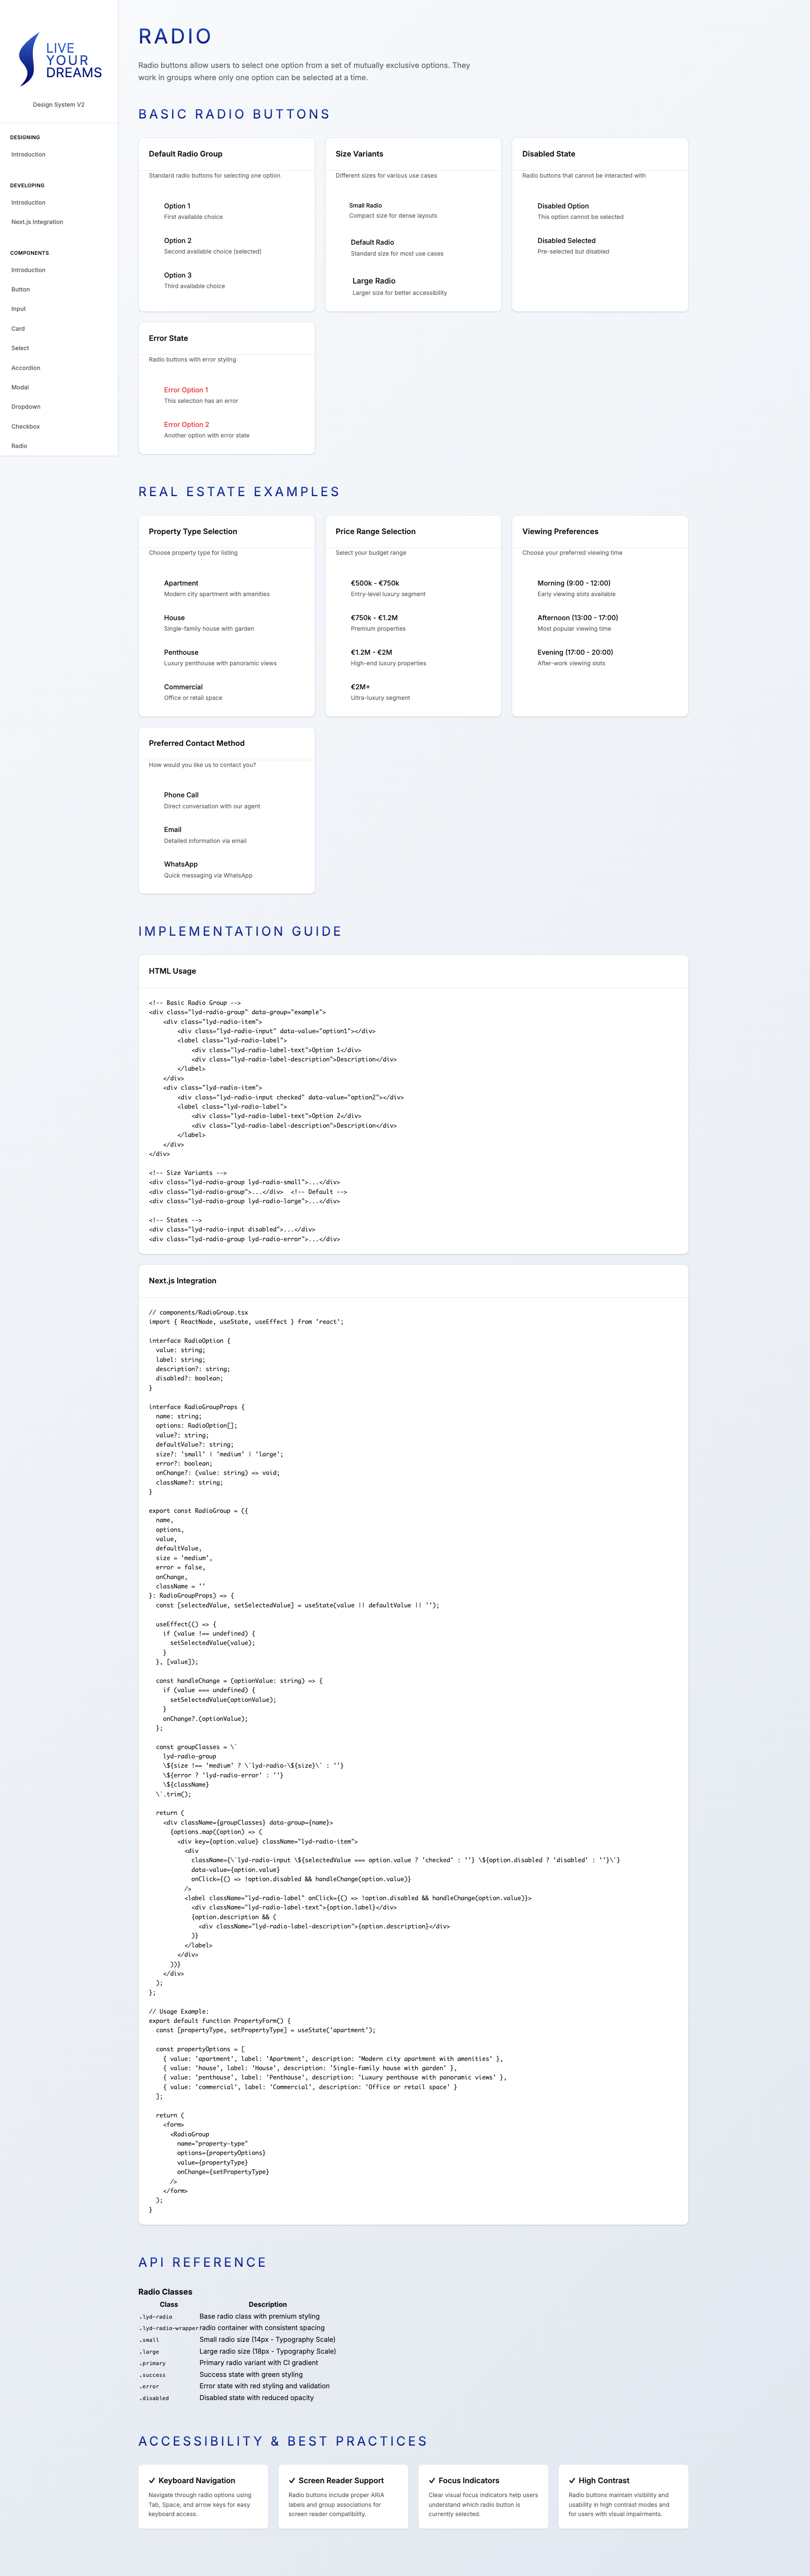 LIVE
YOUR
DREAMS
Design System V2
DESIGNING
Introduction
DEVELOPING
Introduction
Next.js Integration
COMPONENTS
Introduction
Button
Input
Card
Select
Accordion
Modal
Dropdown
Checkbox
Radio
RADIO
Radio buttons allow users to select one option from a set of mutually exclusive options. They
work in groups where only one option can be selected at a time.
BASIC RADIO BUTTONS
Default Radio Group
Standard radio buttons for selecting one option
Option 1
First available choice
Option 2
Second available choice (selected)
Option 3
Third available choice
Size Variants
Different sizes for various use cases
Small Radio
Compact size for dense layouts
Default Radio
Standard size for most use cases
Large Radio
Larger size for better accessibility
Disabled State
Radio buttons that cannot be interacted with
Disabled Option
This option cannot be selected
Disabled Selected
Pre-selected but disabled
Error State
Radio buttons with error styling
Error Option 1
This selection has an error
Error Option 2
Another option with error state
REAL ESTATE EXAMPLES
Property Type Selection
Choose property type for listing
Apartment
Modern city apartment with amenities
House
Single-family house with garden
Penthouse
Luxury penthouse with panoramic views
Commercial
Office or retail space
Price Range Selection
Select your budget range
€500k - €750k
Entry-level luxury segment
€750k - €1.2M
Premium properties
€1.2M - €2M
High-end luxury properties
€2M+
Ultra-luxury segment
Viewing Preferences
Choose your preferred viewing time
Morning (9:00 - 12:00)
Early viewing slots available
Afternoon (13:00 - 17:00)
Most popular viewing time
Evening (17:00 - 20:00)
After-work viewing slots
Preferred Contact Method
How would you like us to contact you?
Phone Call
Direct conversation with our agent
Email
Detailed information via email
WhatsApp
Quick messaging via WhatsApp
IMPLEMENTATION GUIDE
HTML Usage
<!-- Basic Radio Group -->
<div class="lyd-radio-group" data-group="example">
    <div class="lyd-radio-item">
        <div class="lyd-radio-input" data-value="option1"></div>
        <label class="lyd-radio-label">
            <div class="lyd-radio-label-text">Option 1</div>
            <div class="lyd-radio-label-description">Description</div>
        </label>
    </div>
    <div class="lyd-radio-item">
        <div class="lyd-radio-input checked" data-value="option2"></div>
        <label class="lyd-radio-label">
            <div class="lyd-radio-label-text">Option 2</div>
            <div class="lyd-radio-label-description">Description</div>
        </label>
    </div>
</div>
<!-- Size Variants -->
<div class="lyd-radio-group lyd-radio-small">...</div>
<div class="lyd-radio-group">...</div>  <!-- Default -->
<div class="lyd-radio-group lyd-radio-large">...</div>
<!-- States -->
<div class="lyd-radio-input disabled">...</div>
<div class="lyd-radio-group lyd-radio-error">...</div>
Next.js Integration
// components/RadioGroup.tsx
import { ReactNode, useState, useEffect } from 'react';
interface RadioOption {
  value: string;
  label: string;
  description?: string;
  disabled?: boolean;
}
interface RadioGroupProps {
  name: string;
  options: RadioOption[];
  value?: string;
  defaultValue?: string;
  size?: 'small' | 'medium' | 'large';
  error?: boolean;
  onChange?: (value: string) => void;
  className?: string;
}
export const RadioGroup = ({
  name,
  options,
  value,
  defaultValue,
  size = 'medium',
  error = false,
  onChange,
  className = ''
}: RadioGroupProps) => {
  const [selectedValue, setSelectedValue] = useState(value || defaultValue || '');
  useEffect(() => {
    if (value !== undefined) {
      setSelectedValue(value);
    }
  }, [value]);
  const handleChange = (optionValue: string) => {
    if (value === undefined) {
      setSelectedValue(optionValue);
    }
    onChange?.(optionValue);
  };
  const groupClasses = \`
    lyd-radio-group
    \${size !== 'medium' ? \`lyd-radio-\${size}\` : ''}
    \${error ? 'lyd-radio-error' : ''}
    \${className}
  \`.trim();
  return (
    <div className={groupClasses} data-group={name}>
      {options.map((option) => (
        <div key={option.value} className="lyd-radio-item">
          <div
            className={\`lyd-radio-input \${selectedValue === option.value ? 'checked' : ''} \${option.disabled ? 'disabled' : ''}\`}
            data-value={option.value}
            onClick={() => !option.disabled && handleChange(option.value)}
          />
          <label className="lyd-radio-label" onClick={() => !option.disabled && handleChange(option.value)}>
            <div className="lyd-radio-label-text">{option.label}</div>
            {option.description && (
              <div className="lyd-radio-label-description">{option.description}</div>
            )}
          </label>
        </div>
      ))}
    </div>
  );
};
// Usage Example:
export default function PropertyForm() {
  const [propertyType, setPropertyType] = useState('apartment');
  const propertyOptions = [
    { value: 'apartment', label: 'Apartment', description: 'Modern city apartment with amenities' },
    { value: 'house', label: 'House', description: 'Single-family house with garden' },
    { value: 'penthouse', label: 'Penthouse', description: 'Luxury penthouse with panoramic views' },
    { value: 'commercial', label: 'Commercial', description: 'Office or retail space' }
  ];
  return (
    <form>
      <RadioGroup
        name="property-type"
        options={propertyOptions}
        value={propertyType}
        onChange={setPropertyType}
      />
    </form>
  );
}
API REFERENCE
Radio Classes
Class Description
.lyd-radio Base radio class with premium styling
.lyd-radio-wrapper radio container with consistent spacing
.small Small radio size (14px - Typography Scale)
.large Large radio size (18px - Typography Scale)
.primary Primary radio variant with CI gradient
.success Success state with green styling
.error Error state with red styling and validation
.disabled Disabled state with reduced opacity
ACCESSIBILITY & BEST PRACTICES
✓ Keyboard Navigation
Navigate through radio options using
Tab, Space, and arrow keys for easy
keyboard access.
✓ Screen Reader Support
Radio buttons include proper ARIA
labels and group associations for
screen reader compatibility.
✓ Focus Indicators
Clear visual focus indicators help users
understand which radio button is
currently selected.
✓ High Contrast
Radio buttons maintain visibility and
usability in high contrast modes and
for users with visual impairments.